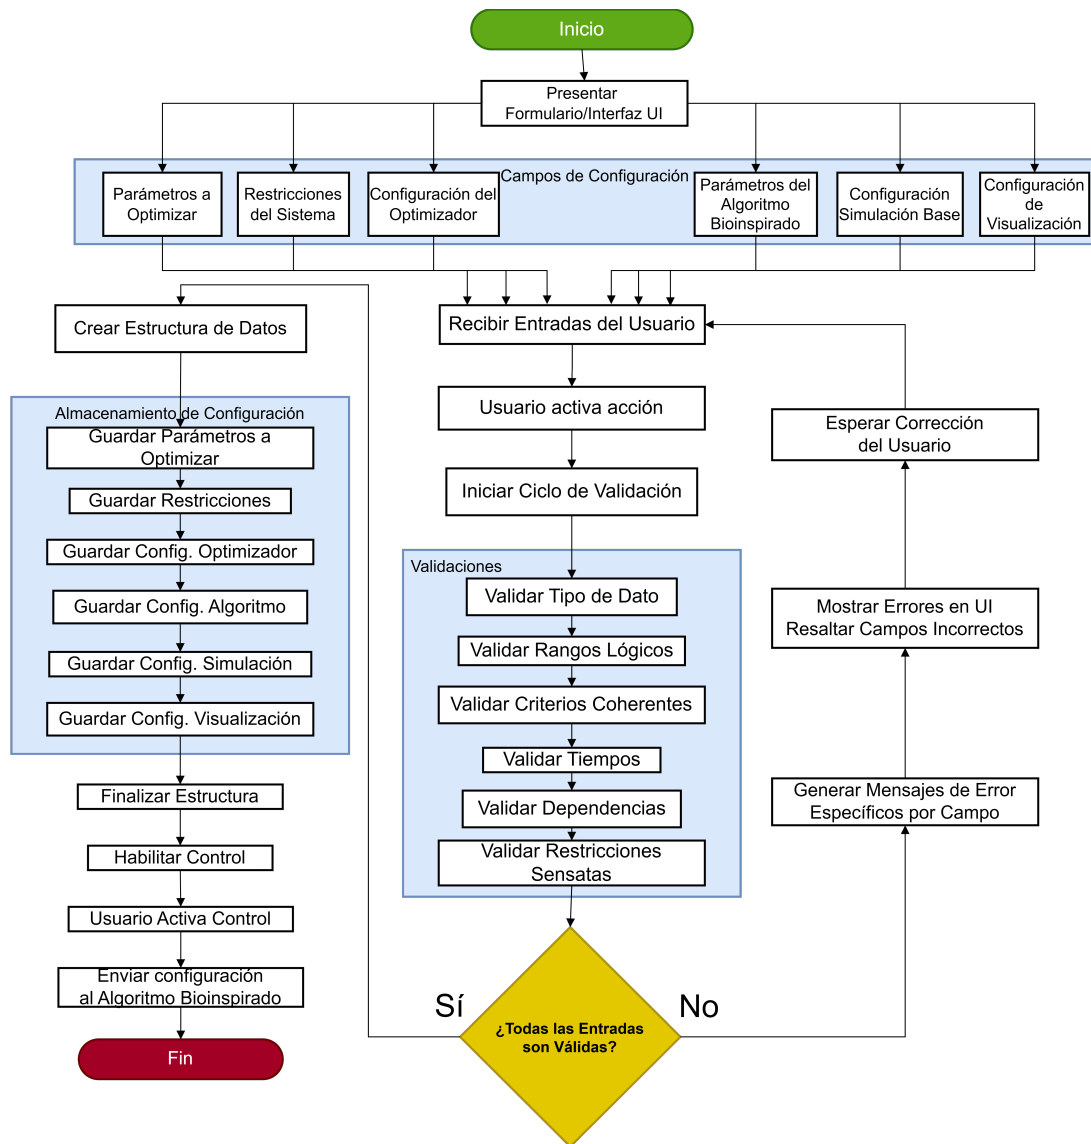 Inicio
Presentar
Formulario/Interfaz UI
Campos de Configuración
Parámetros a
Optimizar
Restricciones
del Sistema
Configuración del
Optimizador
Parámetros del
Algoritmo
Bioinspirado
Configuración
Simulación Base
Configuración
de
Visualización
Recibir Entradas del Usuario
Usuario activa acción
Iniciar Ciclo de Validación
Validaciones
Validar Tipo de Dato
Validar Rangos Lógicos
Validar Criterios Coherentes
Validar Tiempos
Validar Dependencias
Validar Restricciones
Sensatas
¿Todas las Entradas
son Válidas?
Sí
No
Generar Mensajes de Error
Específicos por Campo
Mostrar Errores en UI
Resaltar Campos Incorrectos
Esperar Corrección
del Usuario
Crear Estructura de Datos
Almacenamiento de Configuración
Guardar Parámetros a
Optimizar
Guardar Restricciones
Guardar Config. Optimizador
Guardar Config. Algoritmo
Guardar Config. Simulación
Guardar Config. Visualización
Finalizar Estructura
Habilitar Control
Usuario Activa Control
Enviar configuración
al Algoritmo Bioinspirado
Fin